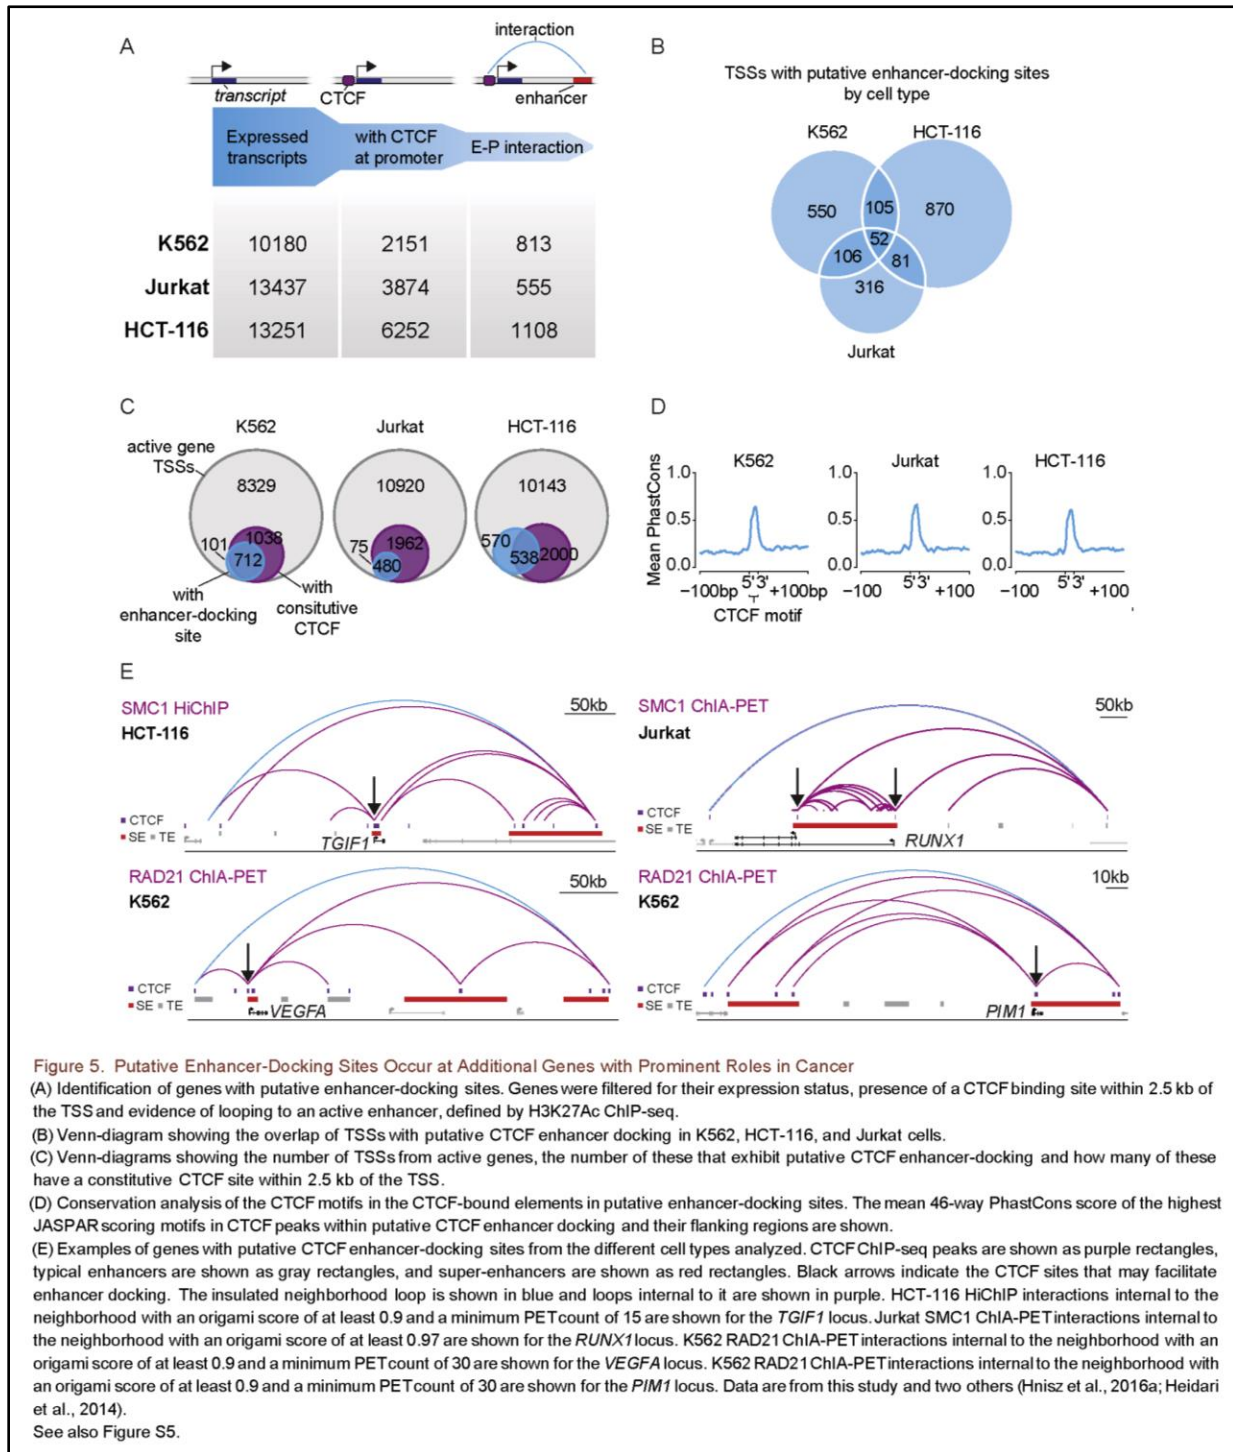 A
interaction
transcript
CTCF
enhancer
Expressed
transcripts
with CTCF
at promoter
E-P interaction
K562 10180 2151 813
Jurkat 13437 3874 555
HCT-116 13251 6252 1108
B
TSSs with putative enhancer-docking sites
by cell type
K562
HCT-116
550
105
870
52
106
81
316
Jurkat
C
K562
Jurkat
HCT-116
active gene
TSSs
8329
10920
10143
101
1038
712
75
1962
480
570
538
2000
with
enhancer-docking
site
with
consitutive
CTCF
D
Mean PhastCons
K562
Jurkat
HCT-116
1.0
0.5
0.0
1.0
0.5
0.0
1.0
0.5
0.0
5'3'
5'3'
5'3'
−100bp
+100bp
−100
+100
−100
+100
CTCF motif
E
SMC1 HiChIP
HCT-116
50kb
CTCF
SE TE
TGIF1
SMC1 ChIA-PET
Jurkat
50kb
CTCF
SE TE
RUNX1
RAD21 ChIA-PET
K562
50kb
CTCF
SE TE
VEGFA
RAD21 ChIA-PET
K562
10kb
CTCF
SE TE
PIM1
Figure 5. Putative Enhancer-Docking Sites Occur at Additional Genes with Prominent Roles in Cancer
(A) Identification of genes with putative enhancer-docking sites. Genes were filtered for their expression status, presence of a CTCF binding site within 2.5 kb of
the TSS and evidence of looping to an active enhancer, defined by H3K27Ac ChIP-seq.
(B) Venn-diagram showing the overlap of TSSs with putative CTCF enhancer docking in K562, HCT-116, and Jurkat cells.
(C) Venn-diagrams showing the number of TSSs from active genes, the number of these that exhibit putative CTCF enhancer-docking and how many of these
have a constitutive CTCF site within 2.5 kb of the TSS.
(D) Conservation analysis of the CTCF motifs in the CTCF-bound elements in putative enhancer-docking sites. The mean 46-way PhastCons score of the highest
JASPAR scoring motifs in CTCF peaks within putative CTCF enhancer docking and their flanking regions are shown.
(E) Examples of genes with putative CTCF enhancer-docking sites from the different cell types analyzed. CTCF ChIP-seq peaks are shown as purple rectangles,
typical enhancers are shown as gray rectangles, and super-enhancers are shown as red rectangles. Black arrows indicate the CTCF sites that may facilitate
enhancer docking. The insulated neighborhood loop is shown in blue and loops internal to it are shown in purple. HCT-116 HiChIP interactions internal to the
neighborhood with an origami score of at least 0.9 and a minimum PET count of 15 are shown for the TGIF1 locus. Jurkat SMC1 ChIA-PET interactions internal to
the neighborhood with an origami score of at least 0.97 are shown for the RUNX1 locus. K562 RAD21 ChIA-PET interactions internal to the neighborhood with an
origami score of at least 0.9 and a minimum PET count of 30 are shown for the VEGFA locus. K562 RAD21 ChIA-PET interactions internal to the neighborhood with
an origami score of at least 0.9 and a minimum PET count of 30 are shown for the PIM1 locus. Data are from this study and two others (Hnisz et al., 2016a; Heidari
et al., 2014).
See also Figure S5.